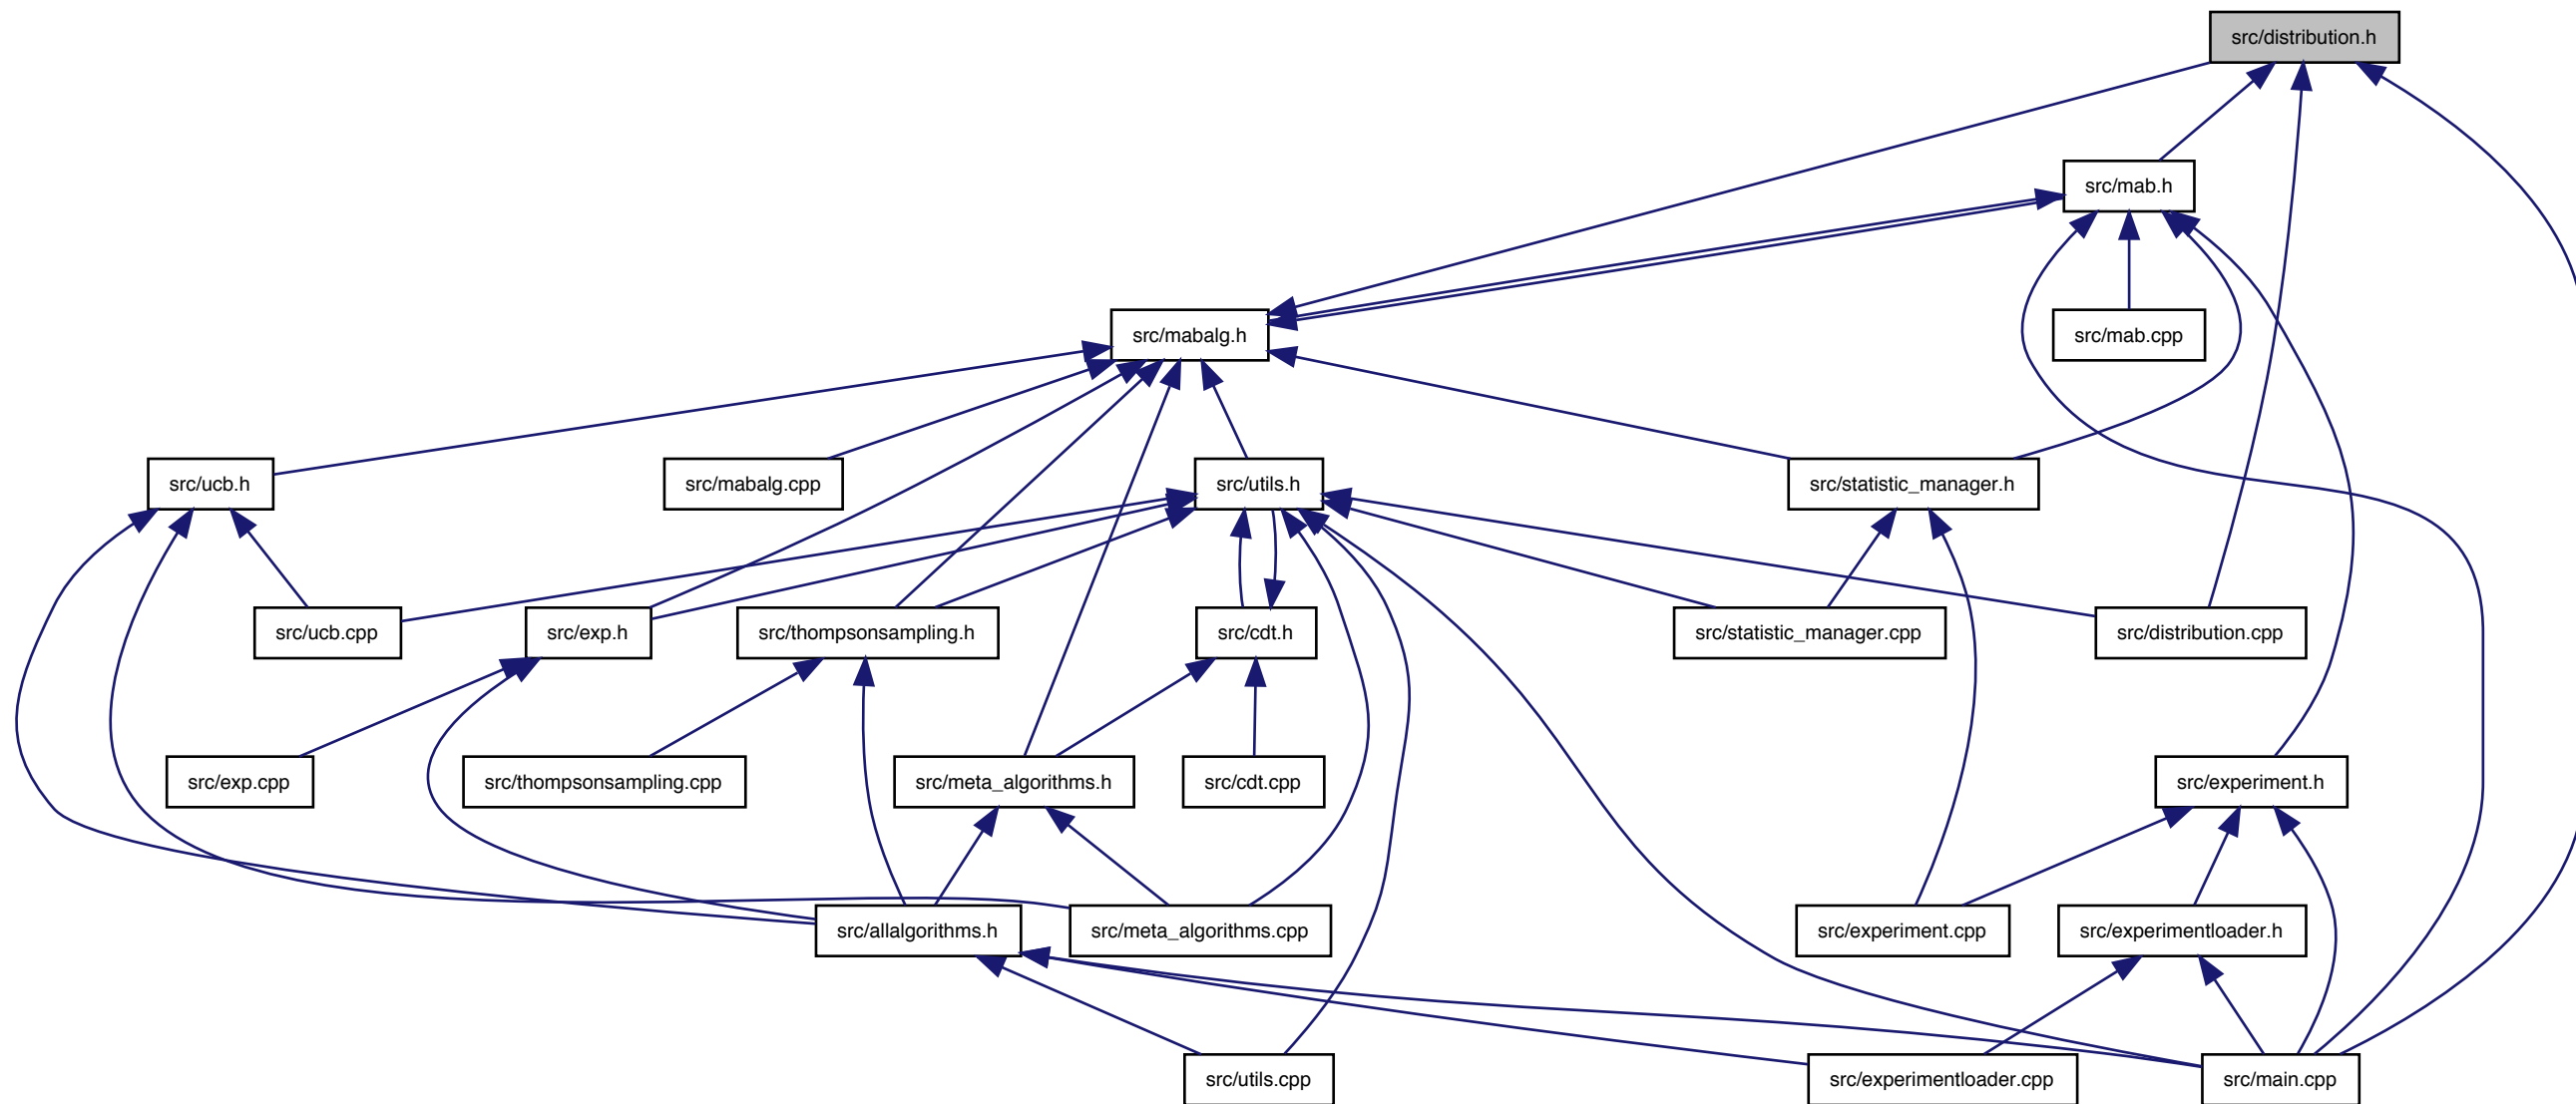 src/distribution.h
src/mab.h
src/mabalg.h
src/mab.cpp
src/ucb.h
src/mabalg.cpp
src/utils.h
src/statistic_manager.h
src/ucb.cpp
src/exp.h
src/thompsonsampling.h
src/cdt.h
src/statistic_manager.cpp
src/distribution.cpp
src/exp.cpp
src/thompsonsampling.cpp
src/meta_algorithms.h
src/cdt.cpp
src/experiment.h
src/allalgorithms.h
src/meta_algorithms.cpp
src/experiment.cpp
src/experimentloader.h
src/utils.cpp
src/experimentloader.cpp
src/main.cpp